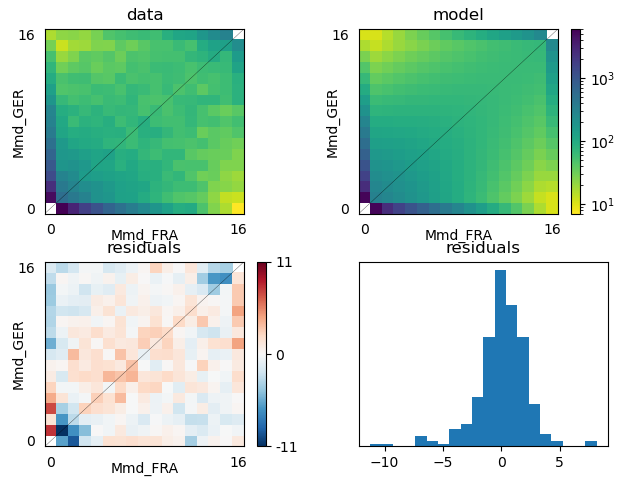 data
model
16
Mmd_GER
0
0
Mmd_FRA
16
16
Mmd_GER
0
0
Mmd_FRA
16
10³
10²
10¹
residuals
residuals
16
Mmd_GER
0
0
Mmd_FRA
16
11
0
-11
−10
−5
0
5